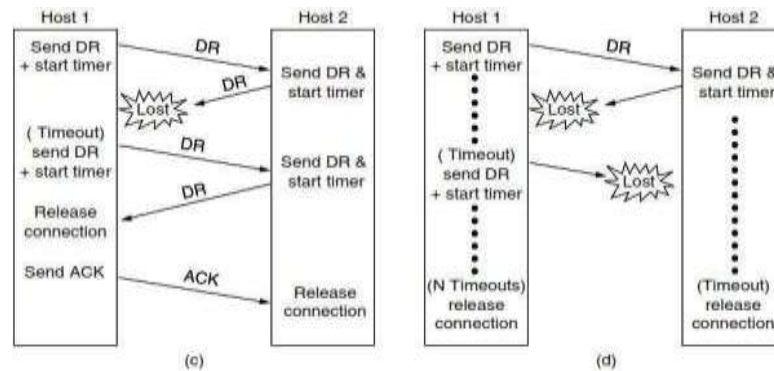 Host 1
Host 2
Send DR
+ start timer
DR
Send DR &
start timer
DR
Lost
( Timeout)
send DR
+ start timer
DR
Send DR &
start timer
DR
Release
connection
Send ACK
ACK
Release
connection
(c)
Host 1
Host 2
Send DR
+ start timer
DR
Send DR &
start timer
Lost
( Timeout)
send DR
+ start timer
Lost
(N Timeouts)
release
connection
(Timeout)
release
connection
(d)